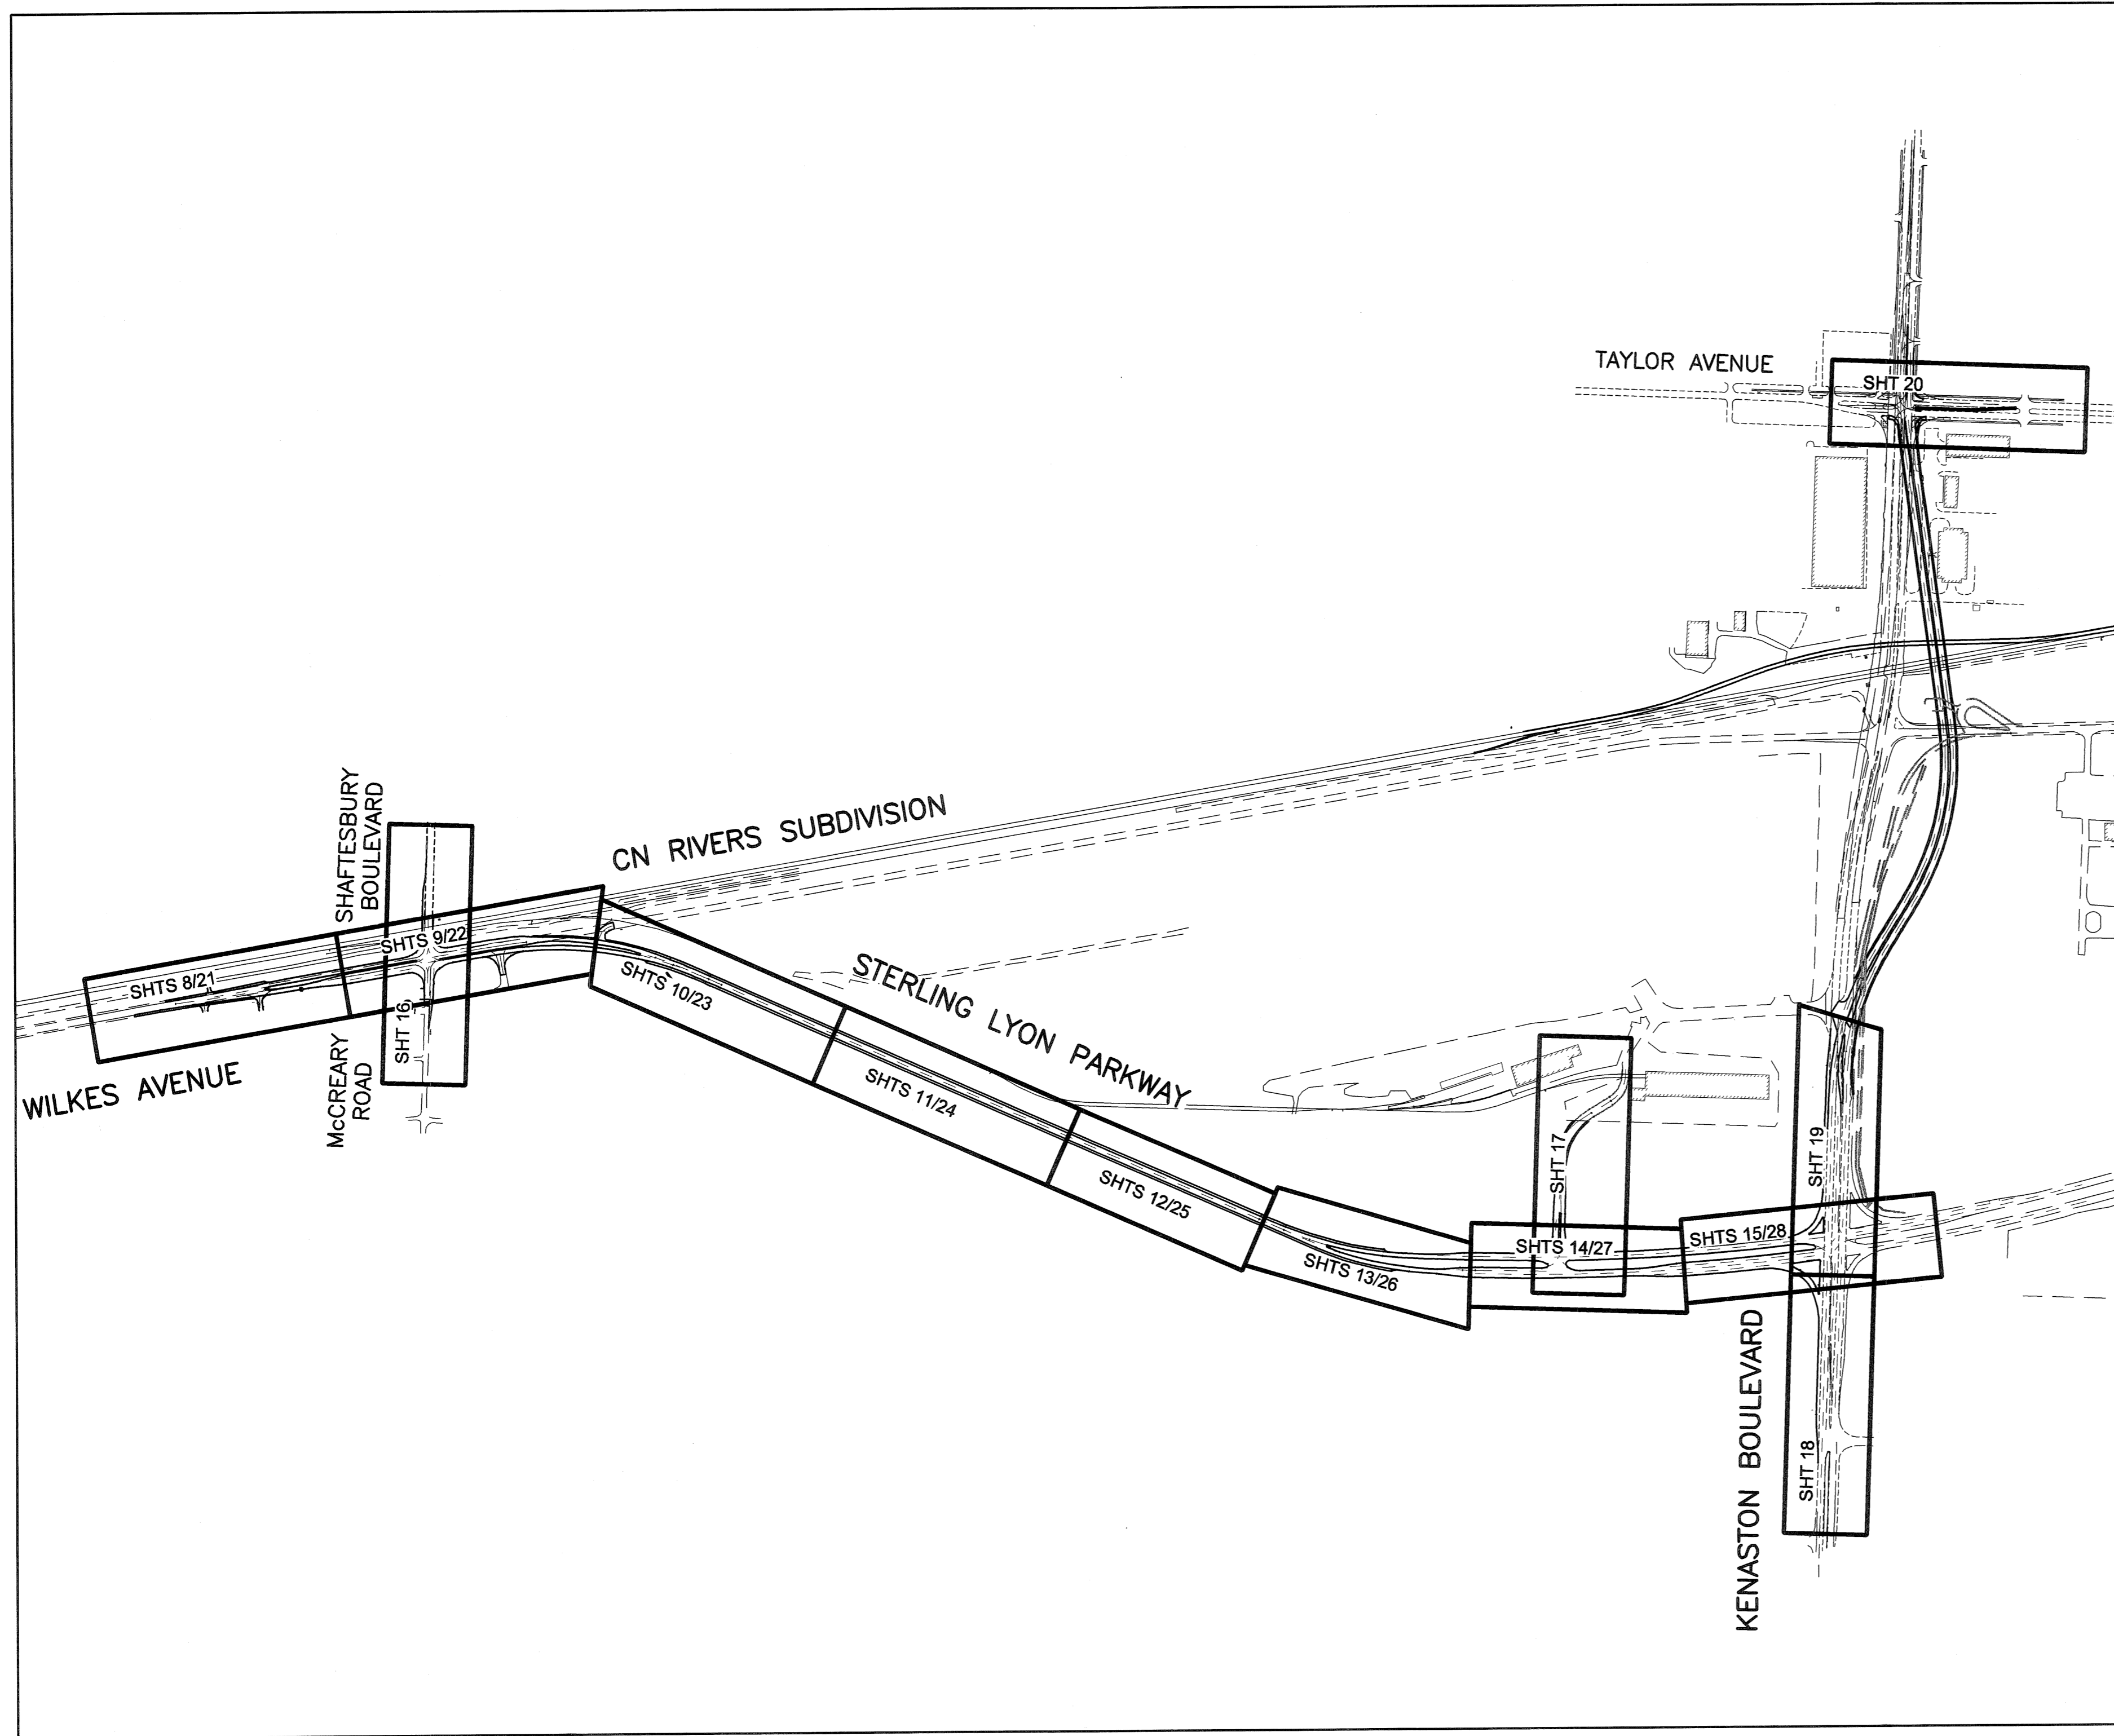 TAYLOR AVENUE
SHT 20
SHAFTESBURY
BOULEVARD
CN RIVERS SUBDIVISION
SHTS 9/22
SHTS 8/21
SHT 16
SHTS 10/23
STERLING LYON PARKWAY
WILKES AVENUE
McCREARY
ROAD
SHTS 11/24
SHTS 12/25
SHT 17
SHT 19
SHTS 13/26
SHTS 14/27
SHTS 15/28
KENASTON BOULEVARD
SHT 18